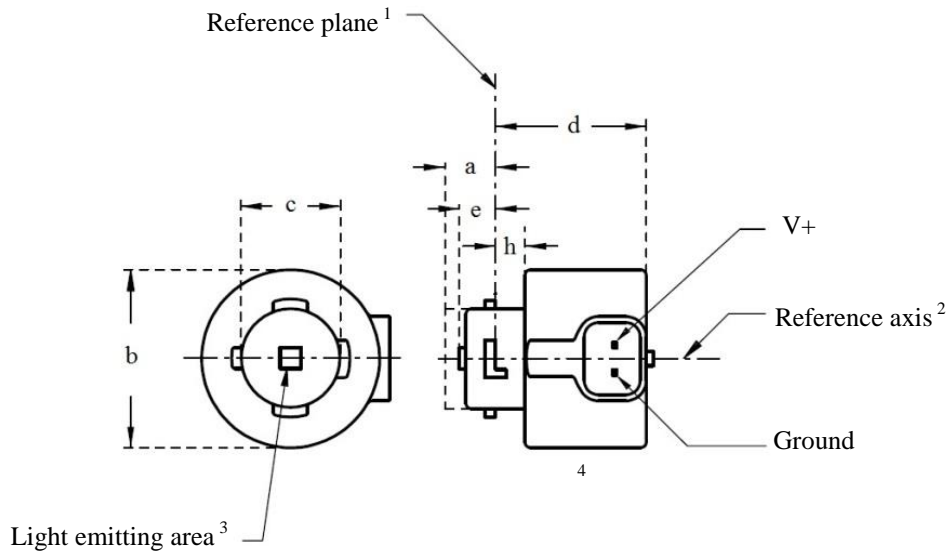 Reference plane 1
d
a
c
e
h
V+
b
Reference axis 2
Ground
4
Light emitting area 3